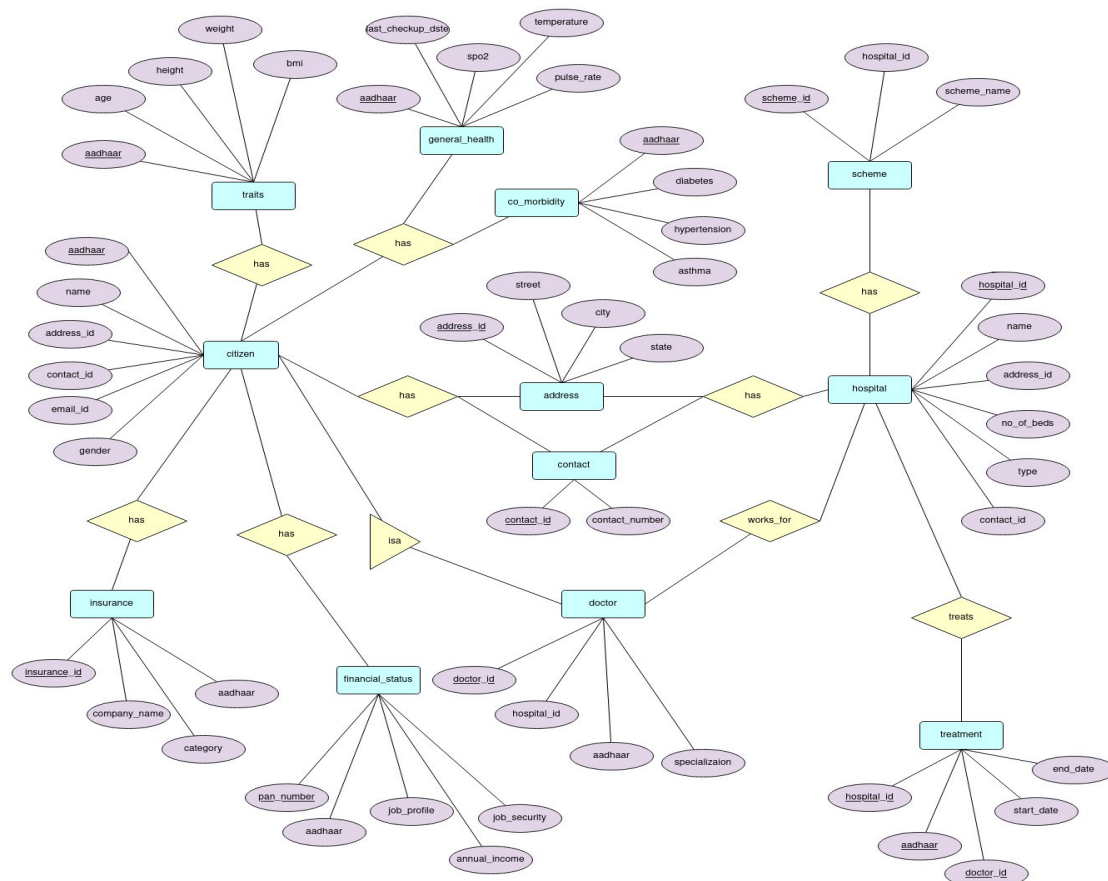 weight
last_checkup_dste
temperature
height
bmi
spo2
hospital_id
age
aadhaar
pulse_rate
scheme_id
scheme_name
aadhaar
general_health
aadhaar
traits
co_morbidity
diabetes
scheme
aadhaar
has
has
hypertension
name
asthma
address_id
street
has
hospital_id
contact_id
address_id
city
name
email_id
citizen
state
address_id
gender
has
address
has
hospital
no_of_beds
contact
type
contact_id
contact_number
contact_id
has
has
isa
works_for
insurance
doctor
treats
insurance_id
aadhaar
financial_status
doctor_id
company_name
hospital_id
category
aadhaar
specializaion
treatment
pan_number
job_profile
job_security
end_date
aadhaar
annual_income
hospital_id
start_date
aadhaar
doctor_id